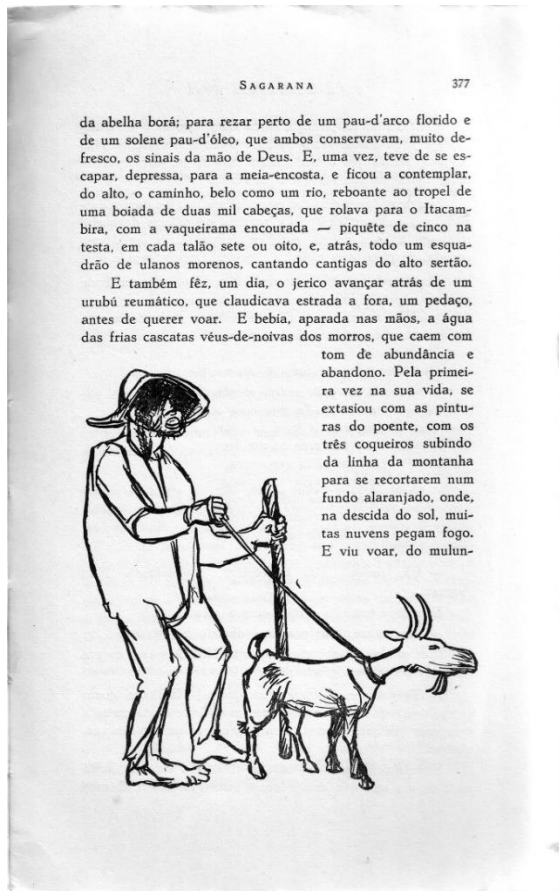 SAGARANA 377
da abelha borá; para rezar perto de um pau-d'arco florido e
de um solene pau-d'óleo, que ambos conservavam, muito de-
fresco, os sinais da mão de Deus. E, uma vez, teve de se es-
capar, depressa, para a meia-encosta, e ficou a contemplar,
do alto, o caminho, belo como um rio, reboante ao tropel de
uma boiada de duas mil cabeças, que rolava para o Itacam-
bira, com a vaqueirama encourada — piquête de cinco na
testa, em cada talão sete ou oito, e, atrás, todo um esqua-
drão de ulanos morenos, cantando cantigas do alto sertão.
E também fêz, um dia, o jerico avançar atrás de um
urubú reumático, que claudicava estrada a fora, um pedaço,
antes de querer voar. E bebia, aparada nas mãos, a água
das frias cascatas véus-de-noivas dos morros, que caem com
tom de abundância e
abandono. Pela primei-
ra vez na sua vida, se
extasiou com as pintu-
ras do poente, com os
três coqueiros subindo
da linha da montanha
para se recortarem num
fundo alaranjado, onde,
na descida do sol, mui-
tas nuvens pegam fogo.
E viu voar, do mulun-